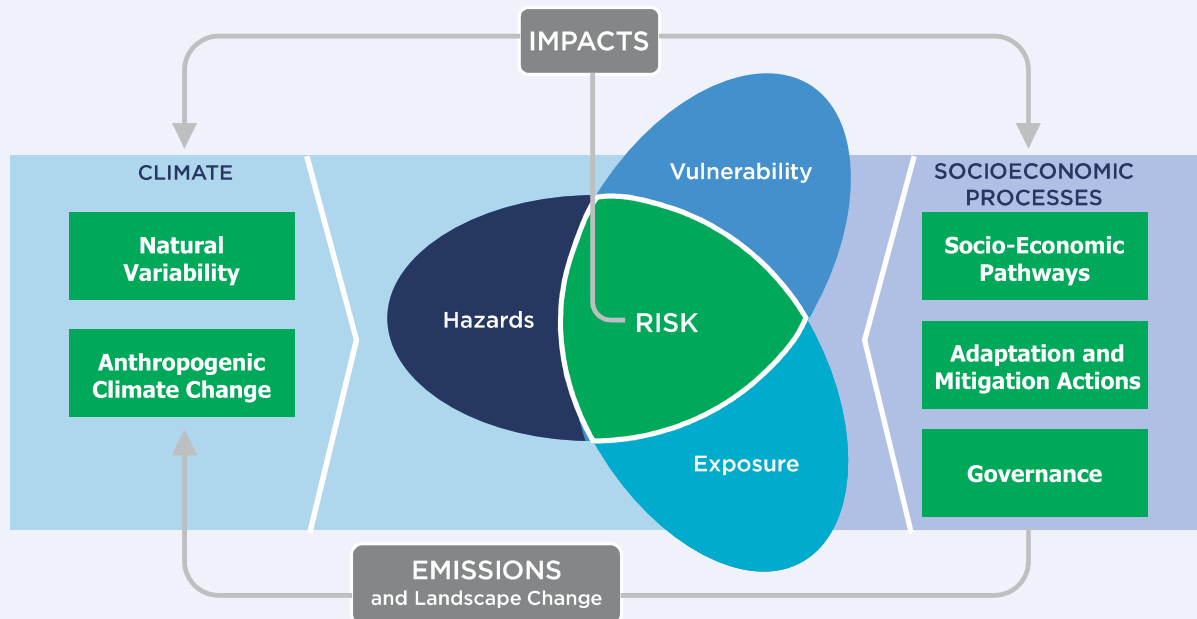 IMPACTS
CLIMATE
Natural
Variability
Anthropogenic
Climate Change
Vulnerability
Hazards
RISK
Exposure
SOCIOECONOMIC
PROCESSES
Socio-Economic
Pathways
Adaptation and
Mitigation Actions
Governance
EMISSIONS
and Landscape Change